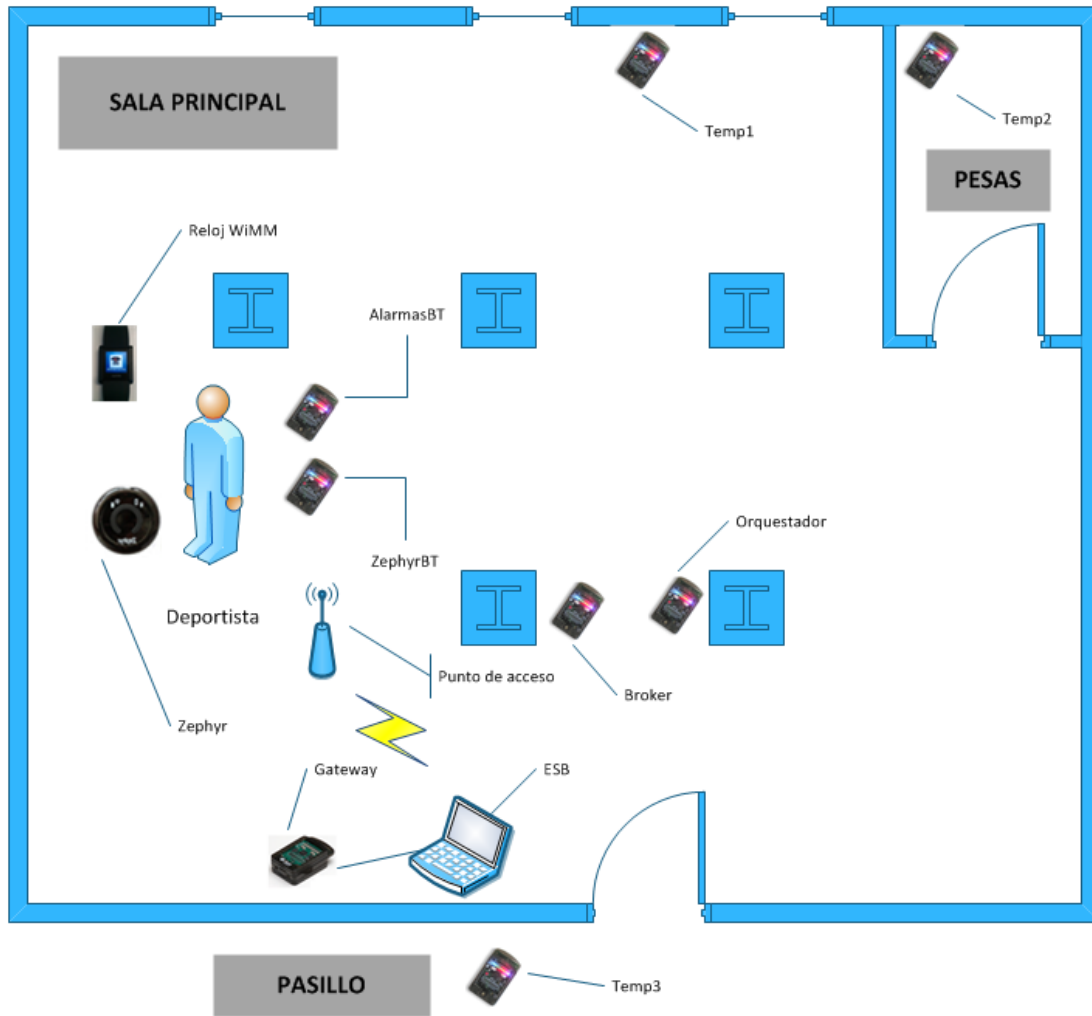 SALA PRINCIPAL
Temp1
Temp2
PESAS
Reloj WiMM
AlarmasBT
Orquestador
ZephyrBT
Deportista
Punto de acceso
Broker
Zephyr
Gateway
ESB
PASILLO
Temp3